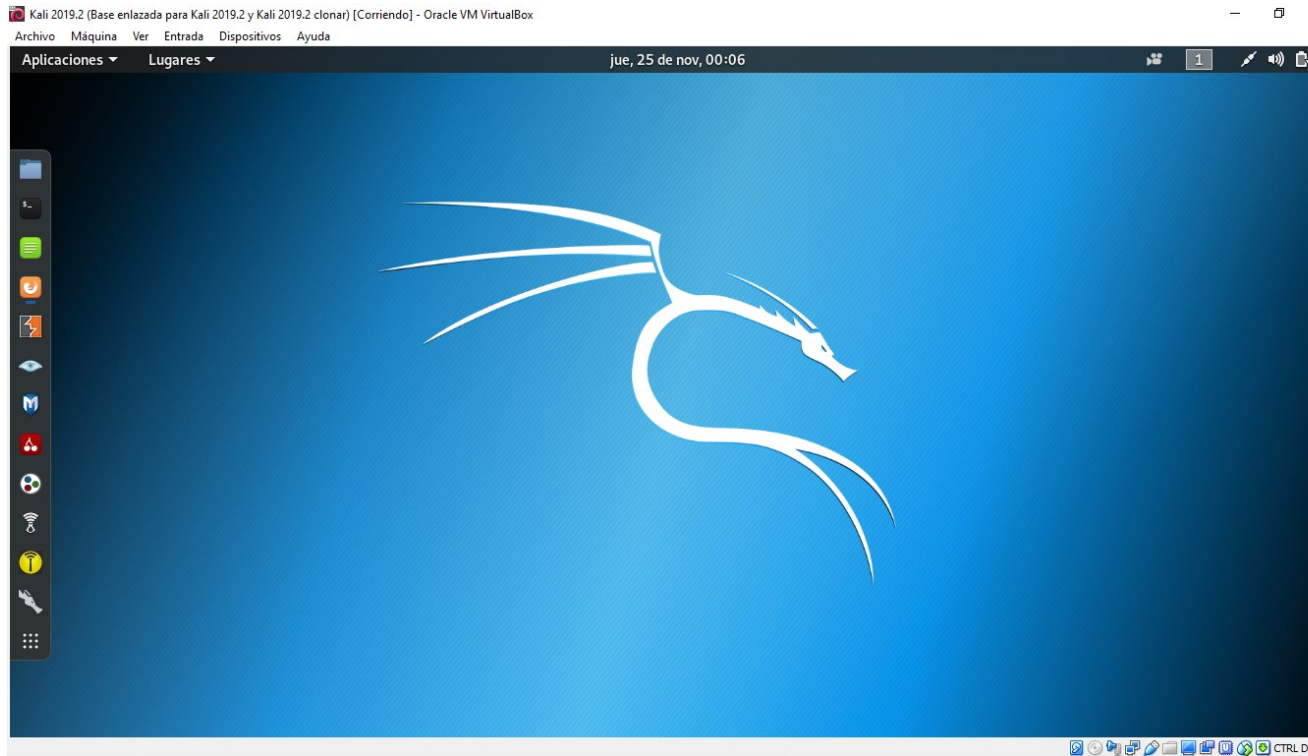 Kali 2019.2 (Base enlazada para Kali 2019.2 y Kali 2019.2 clonar) [Corriendo] - Oracle VM VirtualBox
Archivo Máquina Ver Entrada Dispositivos Ayuda
Aplicaciones Lugares jue, 25 de nov, 00:06 1
$_
M
CTRL D